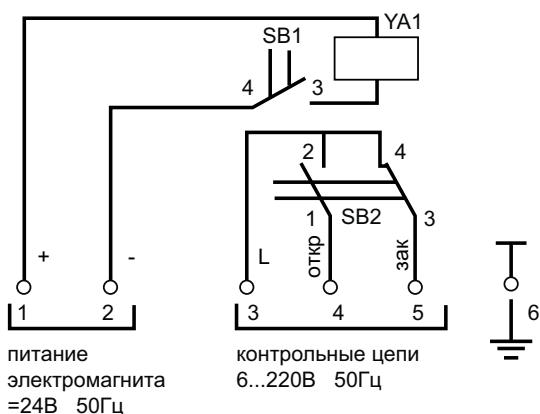 YA1
SB1
4 3
2 4
1 SB2 3
+ - L откр зак
1 2 3 4 5 6
питание
электромагнита
=24В 50Гц
контрольные цепи
6...220В 50Гц